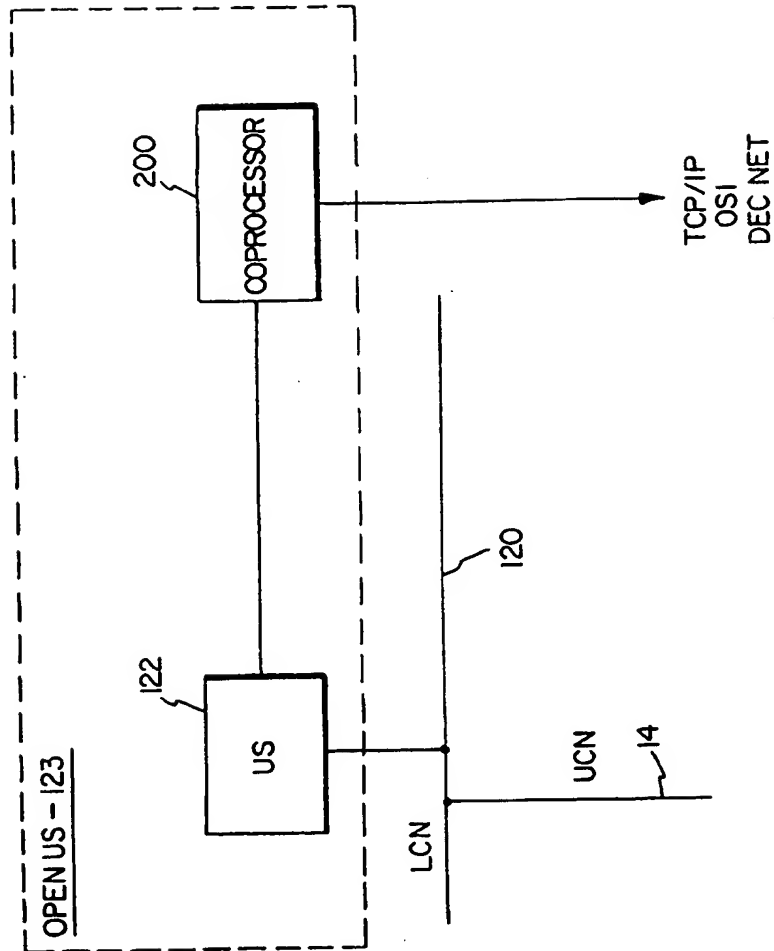 OPEN US-123
122
US
200
COPROCESSOR
LCN
120
UCN
14
TCP/IP
OSI
DEC NET